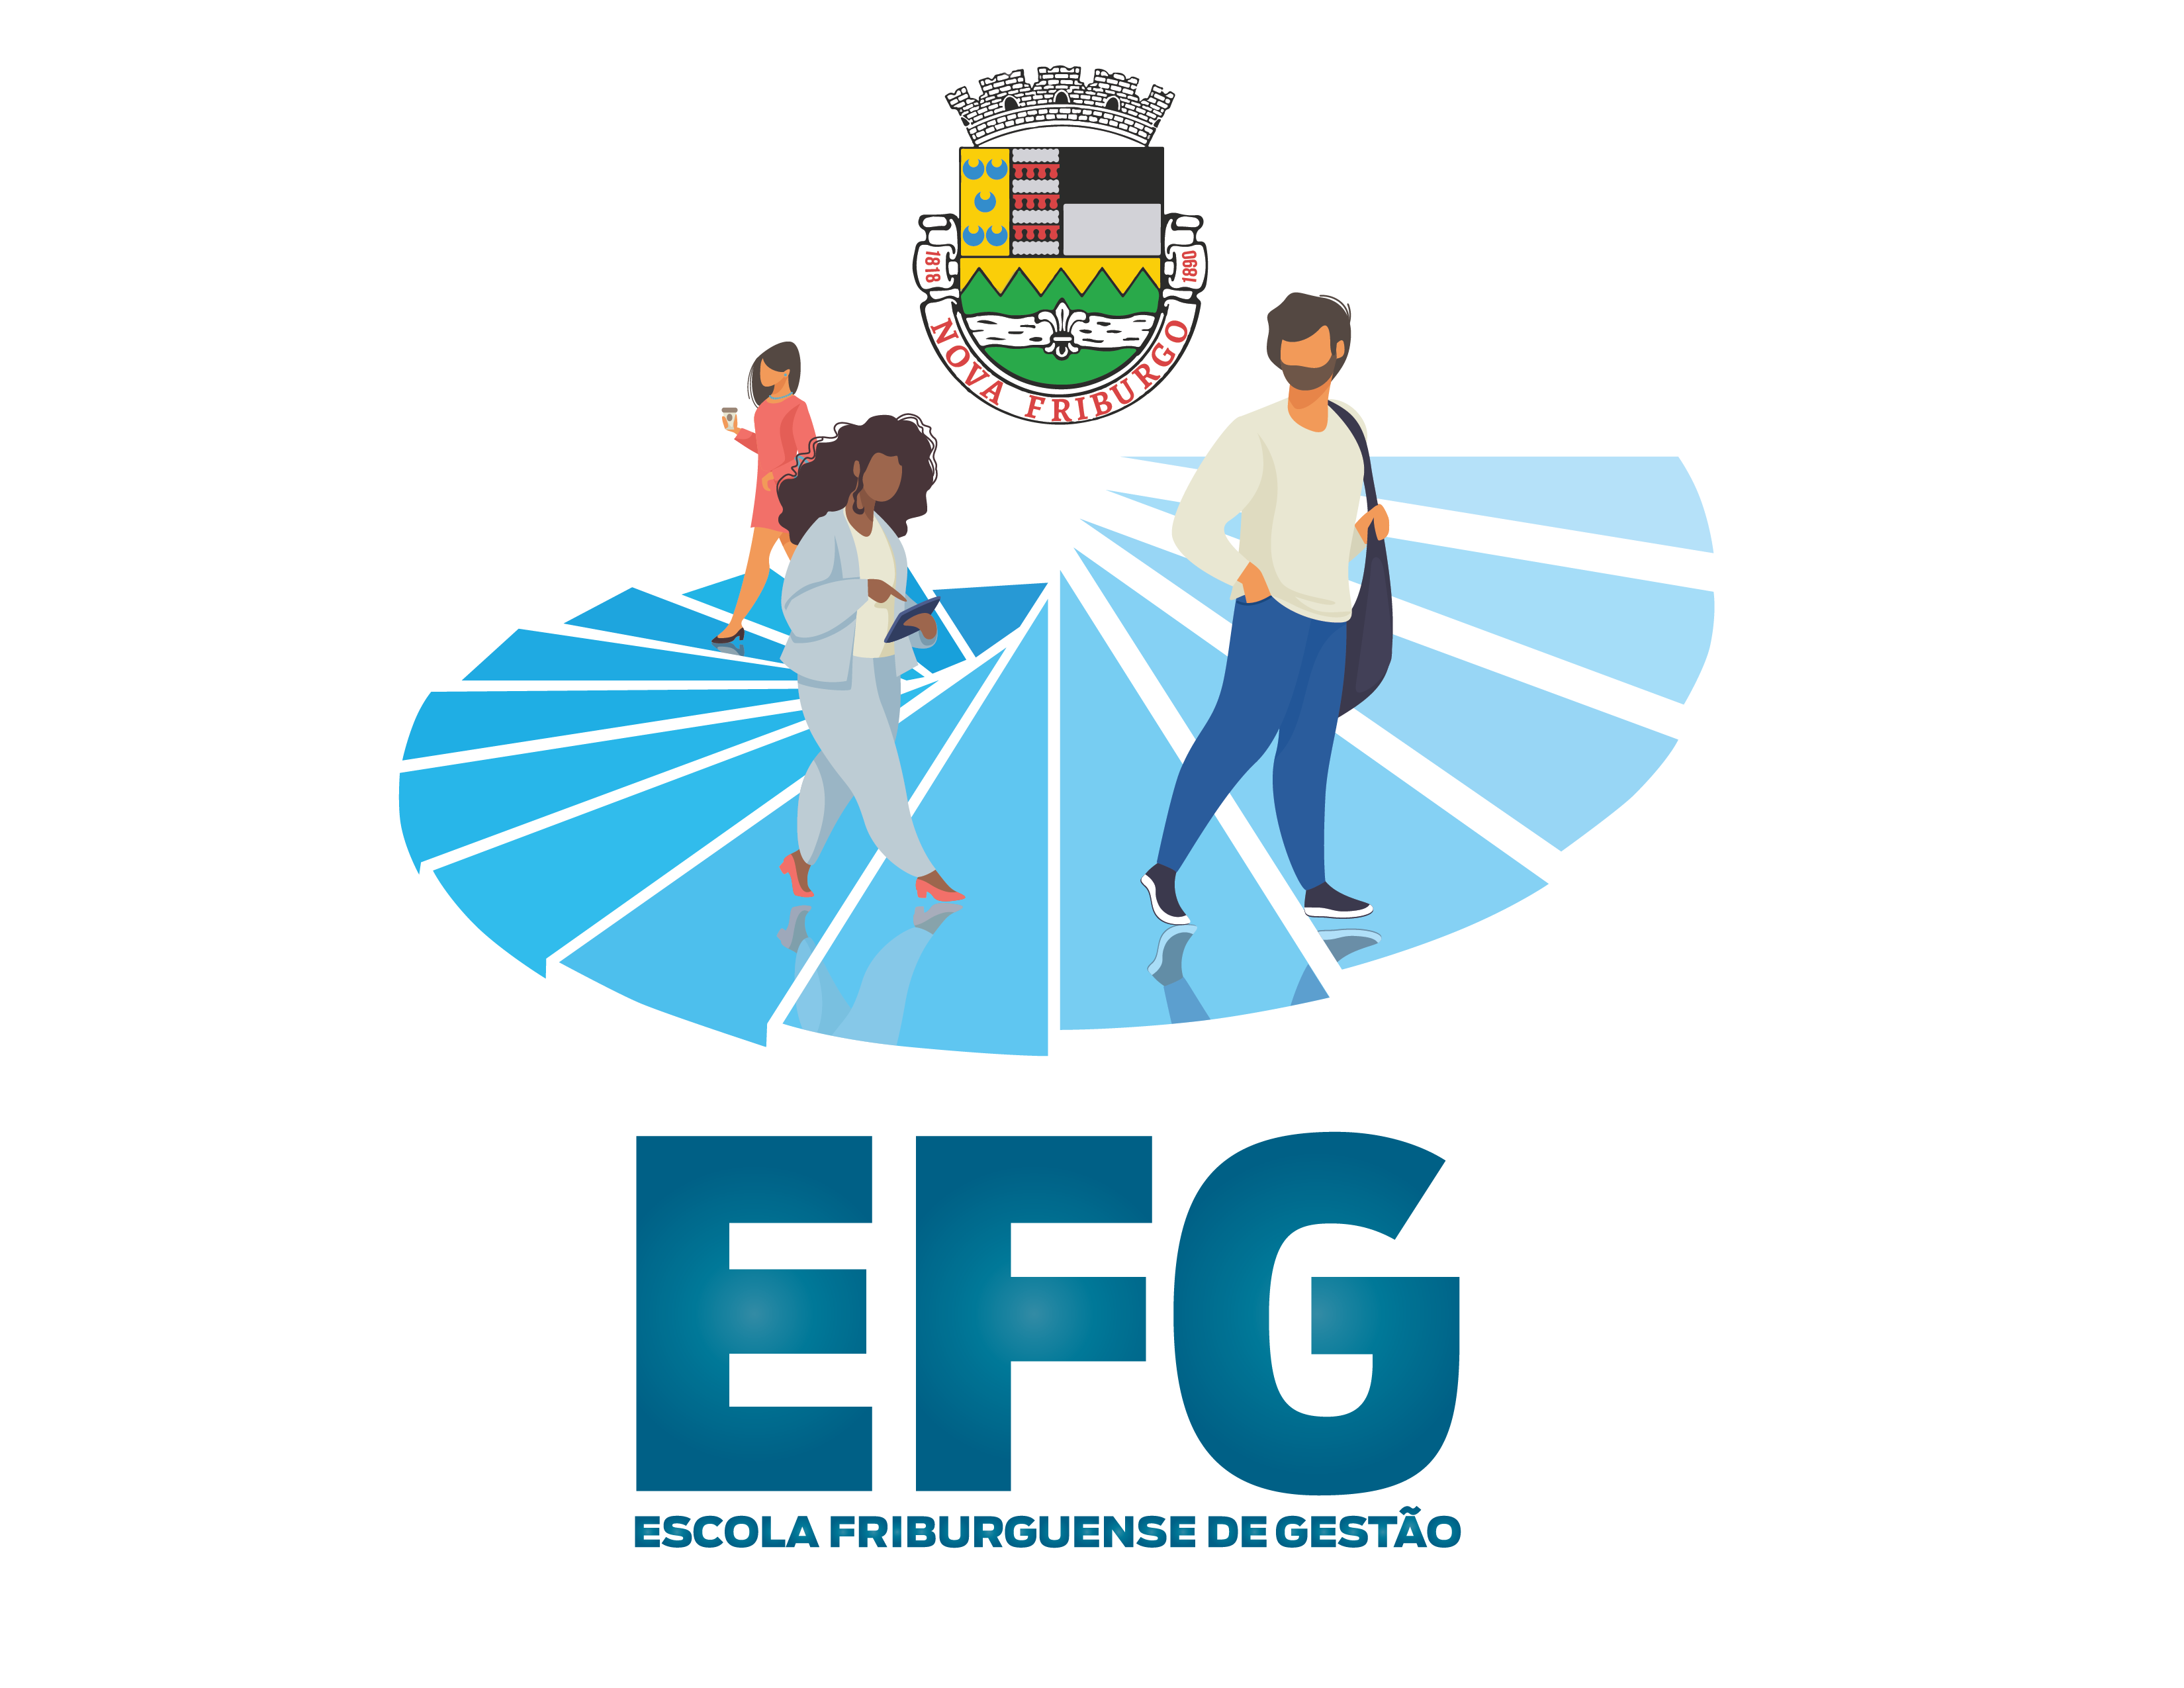 1818
1890
NOVA FRIBURGO
EFG
ESCOLA FRIBURGUENSE DE GESTÃO